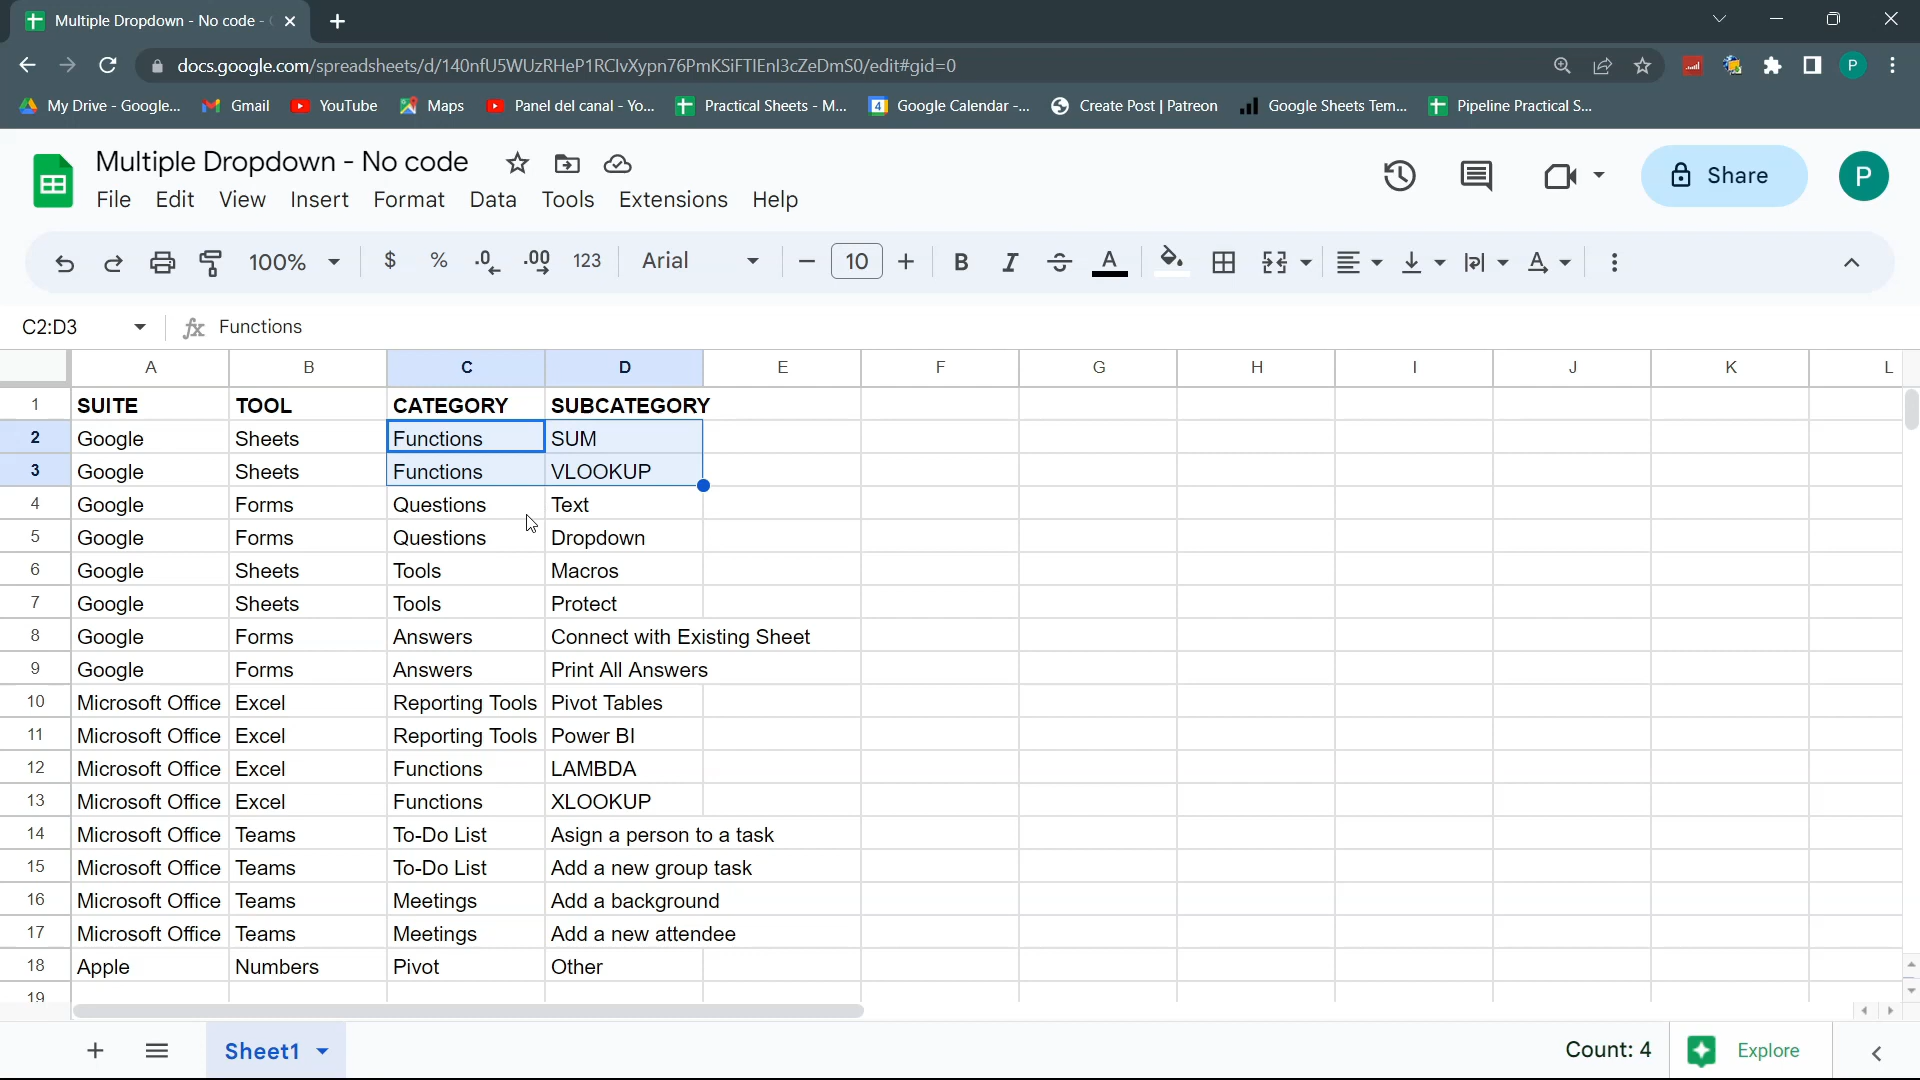 Multiple Dropdown - No code -
docs.google.com/spreadsheets/d/140nfU5WUzRHeP1RClvXypn76PmKSiFTIEnI3cZeDmS0/edit#gid=0
P
My Drive - Google... Gmail YouTube Maps Panel del canal - Yo... Practical Sheets - M... 4 Google Calendar -... Create Post | Patreon Google Sheets Tem... Pipeline Practical S...
Multiple Dropdown - No code
File Edit View Insert Format Data Tools Extensions Help
Share
P
100% $ % .0 .00 123 Arial - 10 + B I A
C2:D3 fx Functions
A B C D E F G H I J K L
1 SUITE TOOL CATEGORY SUBCATEGORY
2 Google Sheets Functions SUM
3 Google Sheets Functions VLOOKUP
4 Google Forms Questions Text
5 Google Forms Questions Dropdown
6 Google Sheets Tools Macros
7 Google Sheets Tools Protect
8 Google Forms Answers Connect with Existing Sheet
9 Google Forms Answers Print All Answers
10 Microsoft Office Excel Reporting Tools Pivot Tables
11 Microsoft Office Excel Reporting Tools Power BI
12 Microsoft Office Excel Functions LAMBDA
13 Microsoft Office Excel Functions XLOOKUP
14 Microsoft Office Teams To-Do List Asign a person to a task
15 Microsoft Office Teams To-Do List Add a new group task
16 Microsoft Office Teams Meetings Add a background
17 Microsoft Office Teams Meetings Add a new attendee
18 Apple Numbers Pivot Other
19
Sheet1 Count: 4 Explore